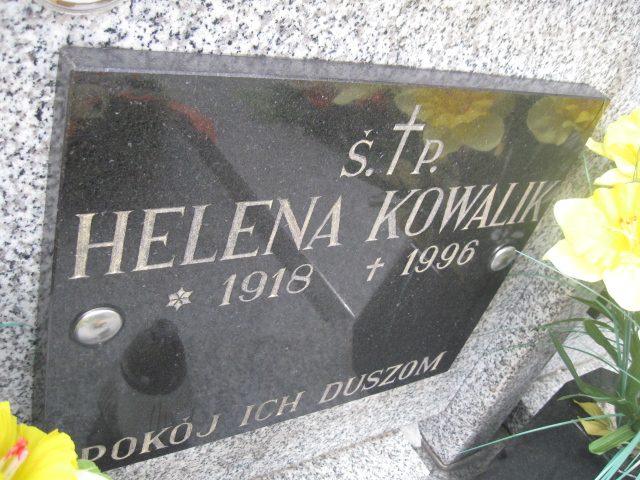 Ś.†P.
HELENA KOWALIK
* 1918 † 1996
POKÓJ ICH DUSZOM